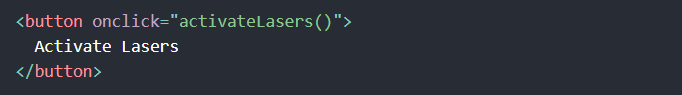 <button onclick="activateLasers()">
  Activate Lasers
</button>